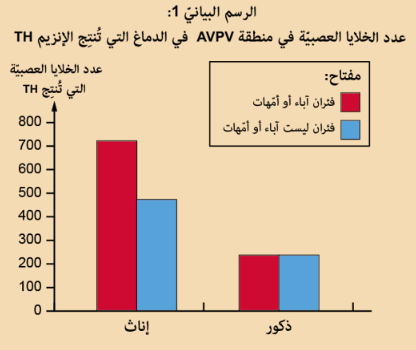 الرسم البيانيّ 1:
عدد الخلايا العصبيّة في منطقة AVPV في الدماغ التي تُنتِج الإنزيم TH
عدد الخلايا العصبيّة
التي تُنتِج TH
مفتاح:
فئران آباء أو أمّهات
فئران ليست آباء أو أمّهات
800
700
600
500
400
300
200
100
0
إناث
ذكور